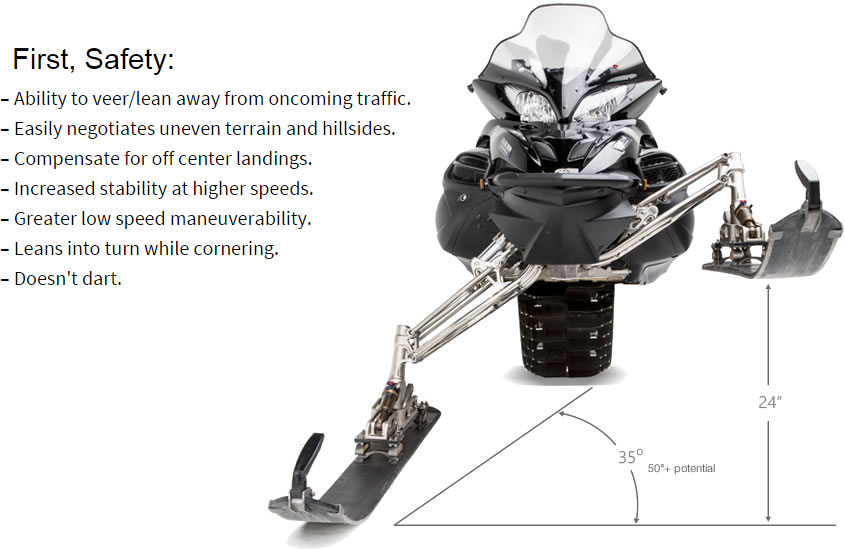 First, Safety:
– Ability to veer/lean away from oncoming traffic.
– Easily negotiates uneven terrain and hillsides.
– Compensate for off center landings.
– Increased stability at higher speeds.
– Greater low speed maneuverability.
– Leans into turn while cornering.
– Doesn't dart.
24”
35° 50°+ potential